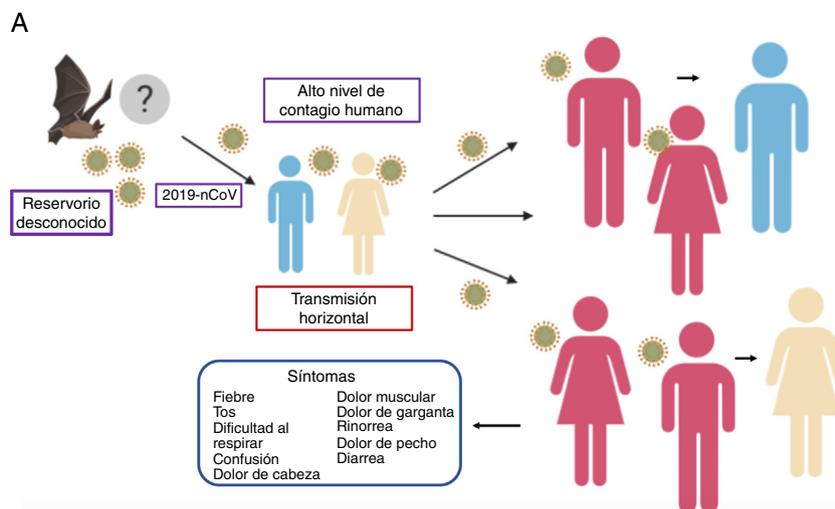 A
?
Alto nivel de
contagio humano
Reservorio
desconocido
2019-nCoV
Transmisión
horizontal
Síntomas
Fiebre
Tos
Dificultad al
respirar
Confusión
Dolor de cabeza
Dolor muscular
Dolor de garganta
Rinorrea
Dolor de pecho
Diarrea